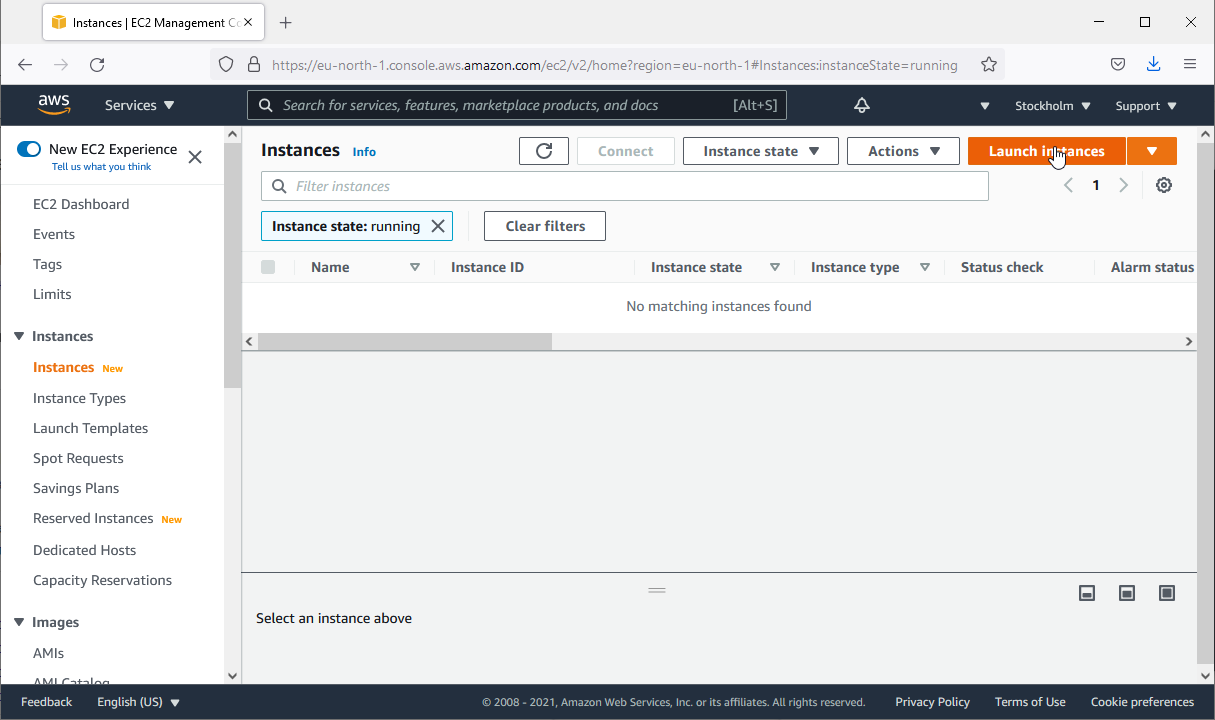 Instances | EC2 Management Co
https://eu-north-1.console.aws.amazon.com/ec2/v2/home?region=eu-north-1#Instances:instanceState=running
aws Services Search for services, features, marketplace products, and docs [Alt+S] Stockholm Support
New EC2 Experience
Tell us what you think
EC2 Dashboard
Events
Tags
Limits
Instances
Instances New
Instance Types
Launch Templates
Spot Requests
Savings Plans
Reserved Instances New
Dedicated Hosts
Capacity Reservations
Images
AMIs
AMI Catalog
Instances Info Connect Instance state Actions Launch instances
Filter instances 1
Instance state: running Clear filters
Name Instance ID Instance state Instance type Status check Alarm status
No matching instances found
Select an instance above
Feedback English (US) © 2008 - 2021, Amazon Web Services, Inc. or its affiliates. All rights reserved. Privacy Policy Terms of Use Cookie preferences